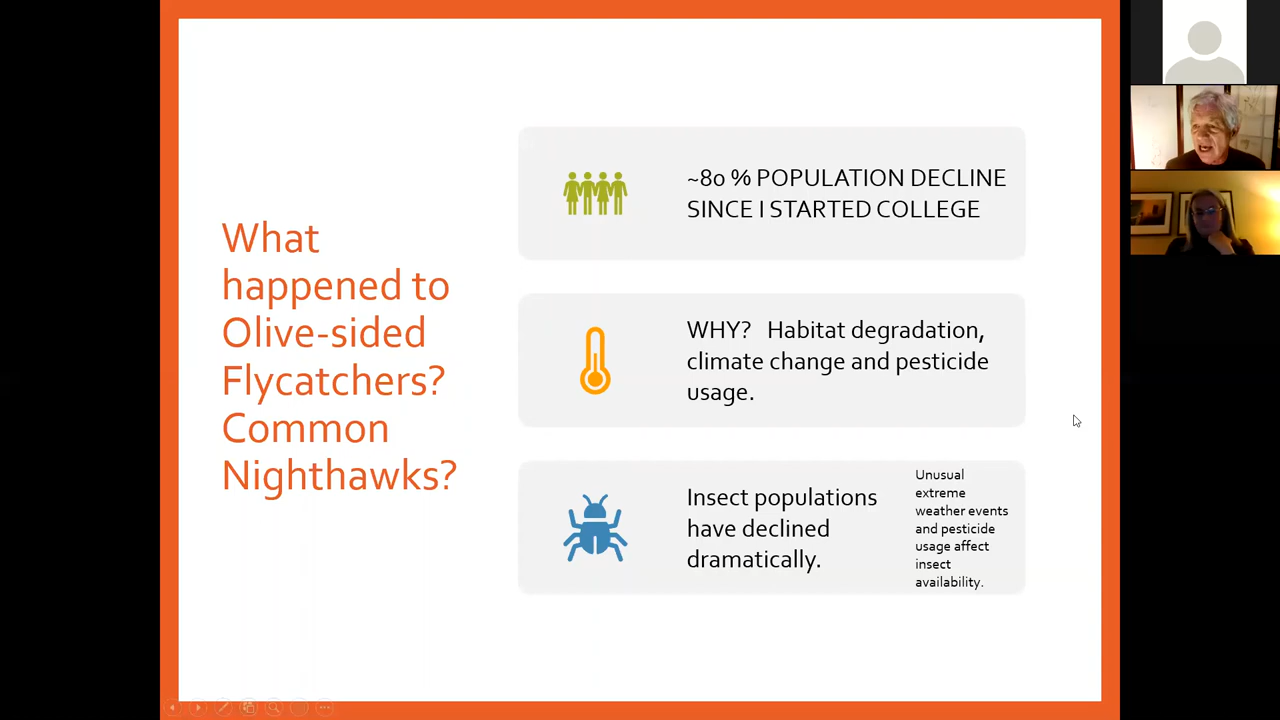 What
happened to
Olive-sided
Flycatchers?
Common
Nighthawks?
~80 % POPULATION DECLINE
SINCE I STARTED COLLEGE
WHY?   Habitat degradation,
climate change and pesticide
usage.
Insect populations
have declined
dramatically.
Unusual
extreme
weather events
and pesticide
usage affect
insect
availability.